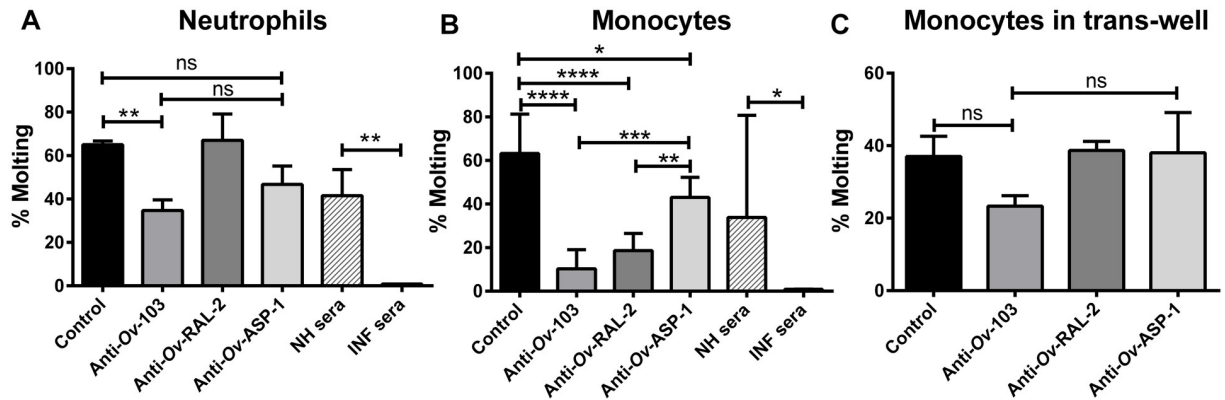 A
Neutrophils
ns
ns
**
**
% Molting
100
80
60
40
20
0
Control
Anti-Ov-103
Anti-Ov-RAL-2
Anti-Ov-ASP-1
NH sera
INF sera
B
Monocytes
*
****
****
*
***
**
% Molting
100
80
60
40
20
0
Control
Anti-Ov-103
Anti-Ov-RAL-2
Anti-Ov-ASP-1
NH sera
INF sera
C
Monocytes in trans-well
ns
ns
% Molting
60
40
20
0
Control
Anti-Ov-103
Anti-Ov-RAL-2
Anti-Ov-ASP-1